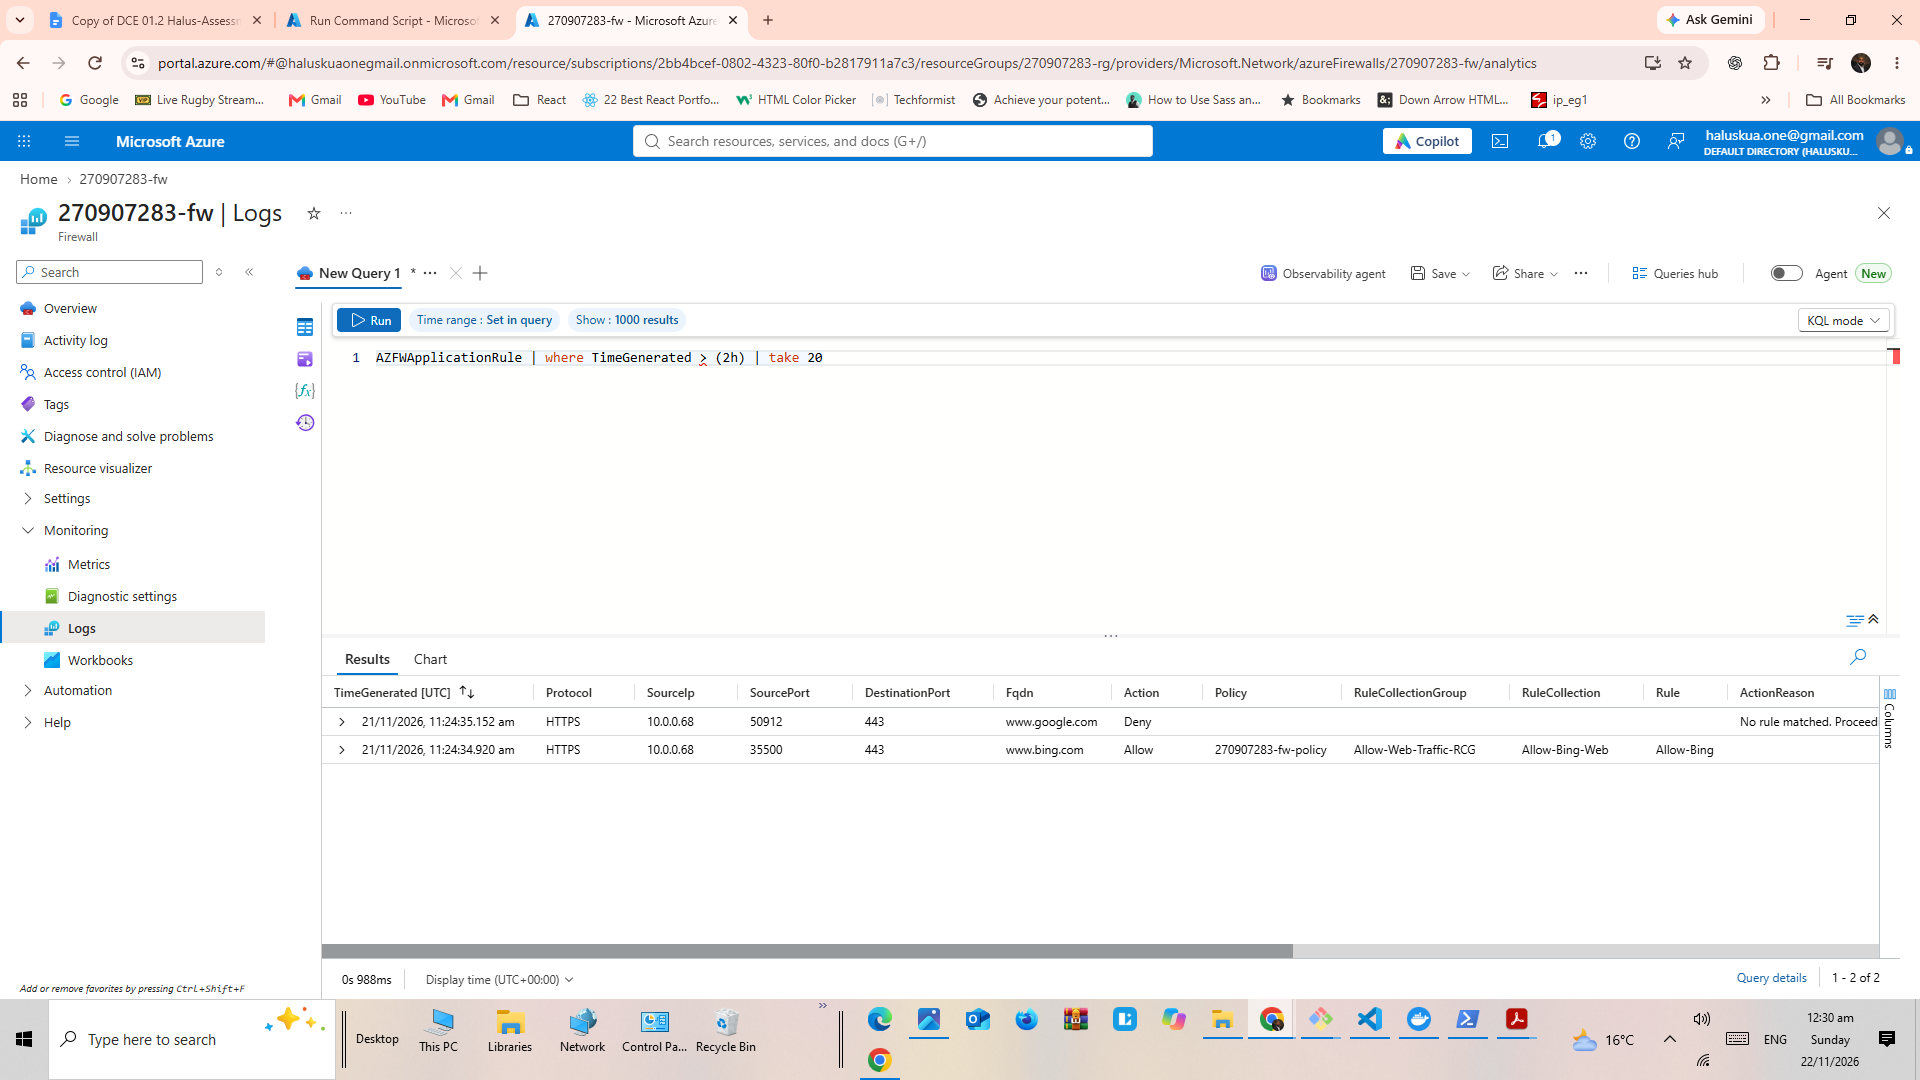 Copy of DCE 01.2 Halus-Assessm
Run Command Script - Microsof
270907283-fw - Microsoft Azure
Ask Gemini
portal.azure.com/#@haluskuaonegmail.onmicrosoft.com/resource/subscriptions/2bb4bcef-0802-4323-80f0-b2817911a7c3/resourceGroups/270907283-rg/providers/Microsoft.Network/azureFirewalls/270907283-fw/analytics
Google
Live Rugby Stream...
Gmail
YouTube
Gmail
React
22 Best React Portfo...
HTML Color Picker
Techformist
Achieve your potent...
How to Use Sass an...
Bookmarks
Down Arrow HTML...
ip_eg1
All Bookmarks
Microsoft Azure
Search resources, services, and docs (G+/)
Copilot
1
haluskua.one@gmail.com
DEFAULT DIRECTORY (HALUSKU...
Home > 270907283-fw
270907283-fw | Logs
Firewall
Search
Overview
Activity log
Access control (IAM)
Tags
Diagnose and solve problems
Resource visualizer
Settings
Monitoring
Metrics
Diagnostic settings
Logs
Workbooks
Automation
Help
Add or remove favorites by pressing Ctrl+Shift+F
New Query 1 *
Observability agent
Save
Share
Queries hub
Agent New
Run
Time range : Set in query
Show : 1000 results
KQL mode
1 AZFWApplicationRule | where TimeGenerated > (2h) | take 20
Results Chart
TimeGenerated [UTC] Protocol SourceIp SourcePort DestinationPort Fqdn Action Policy RuleCollectionGroup RuleCollection Rule ActionReason
21/11/2026, 11:24:35.152 am HTTPS 10.0.0.68 50912 443 www.google.com Deny No rule matched. Proceed
21/11/2026, 11:24:34.920 am HTTPS 10.0.0.68 35500 443 www.bing.com Allow 270907283-fw-policy Allow-Web-Traffic-RCG Allow-Bing-Web Allow-Bing
Columns
0s 988ms
Display time (UTC+00:00)
Query details
1 - 2 of 2
Type here to search
Desktop
This PC
Libraries
Network
Control Pa...
Recycle Bin
16°C
ENG
12:30 am
Sunday
22/11/2026